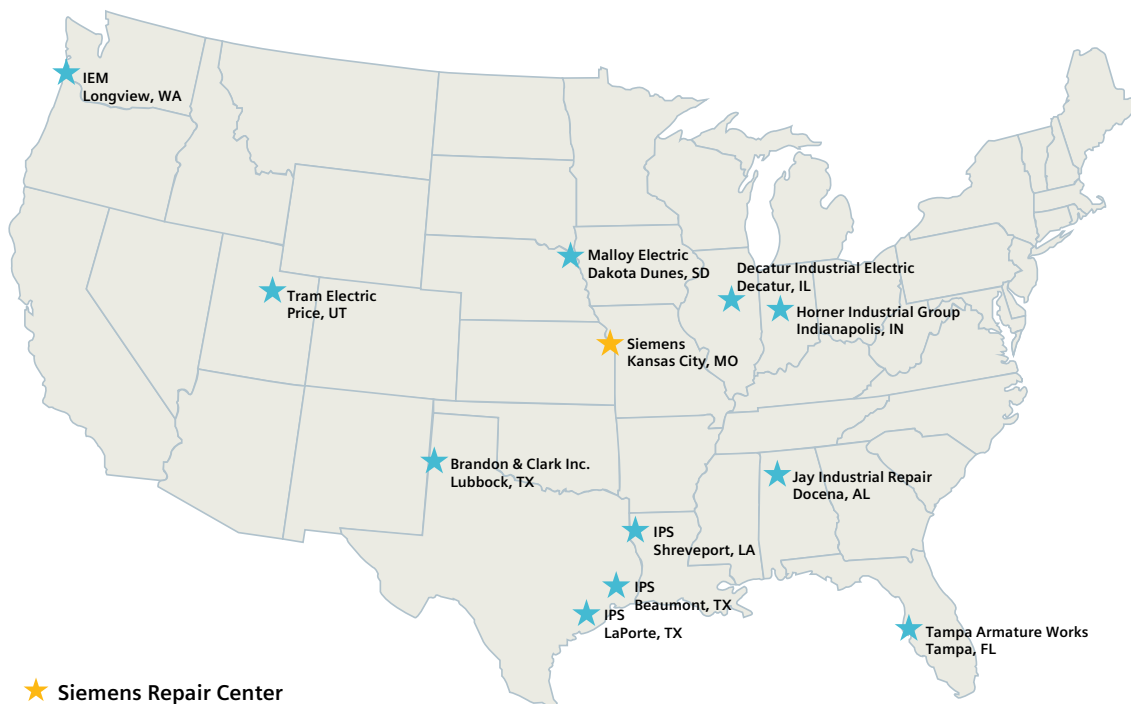 IEM
Longview, WA
Malloy Electric
Dakota Dunes, SD
Decatur Industrial Electric
Decatur, IL
Tram Electric
Price, UT
Horner Industrial Group
Indianapolis, IN
Siemens
Kansas City, MO
Brandon & Clark Inc.
Lubbock, TX
Jay Industrial Repair
Docena, AL
IPS
Shreveport, LA
IPS
Beaumont, TX
IPS
LaPorte, TX
Tampa Armature Works
Tampa, FL
Siemens Repair Center